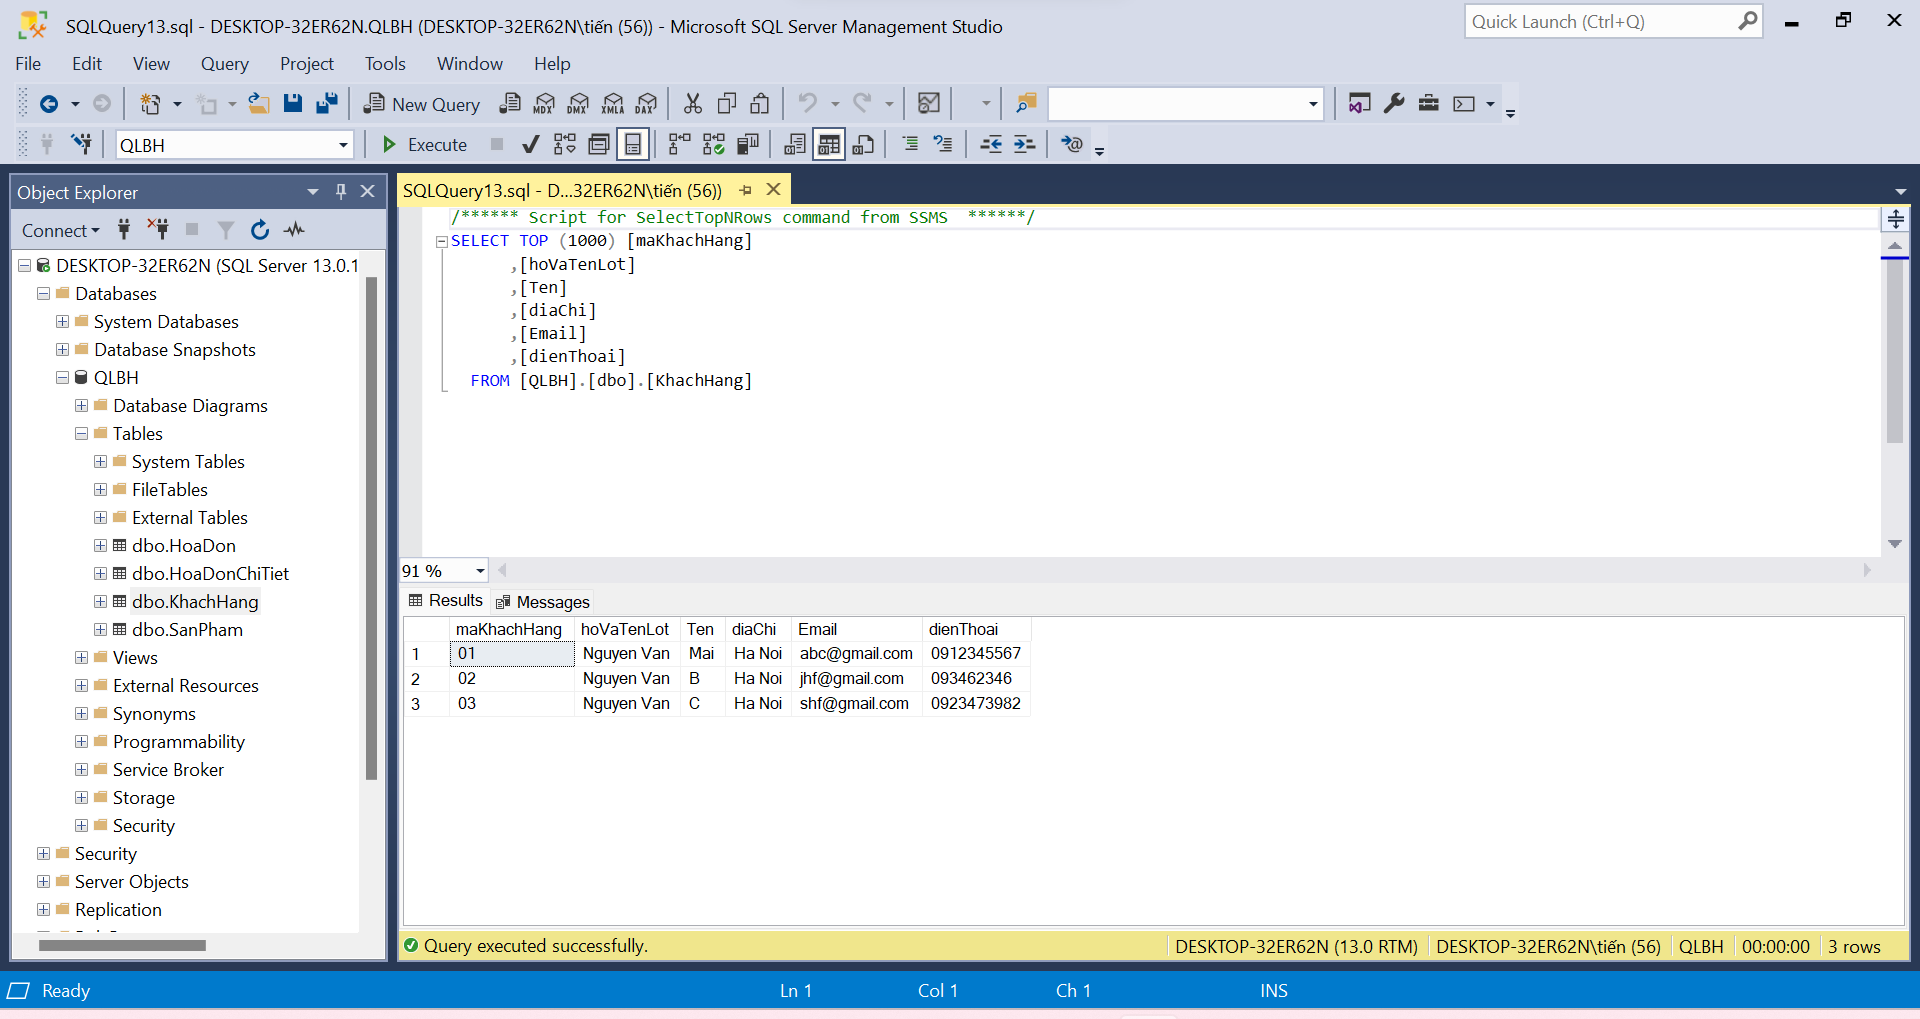 SQLQuery13.sql - DESKTOP-32ER62N.QLBH (DESKTOP-32ER62N\tiến (56)) - Microsoft SQL Server Management Studio
Quick Launch (Ctrl+Q)
File Edit View Query Project Tools Window Help
New Query MDX DMX XMLA DAX
QLBH Execute
Object Explorer
Connect
DESKTOP-32ER62N (SQL Server 13.0.1
Databases
System Databases
Database Snapshots
QLBH
Database Diagrams
Tables
System Tables
FileTables
External Tables
dbo.HoaDon
dbo.HoaDonChiTiet
dbo.KhachHang
dbo.SanPham
Views
External Resources
Synonyms
Programmability
Service Broker
Storage
Security
Security
Server Objects
Replication
SQLQuery13.sql - D...32ER62N\tiến (56))
/****** Script for SelectTopNRows command from SSMS  ******/
SELECT TOP (1000) [maKhachHang]
,[hoVaTenLot]
,[Ten]
,[diaChi]
,[Email]
,[dienThoai]
FROM [QLBH].[dbo].[KhachHang]
91 %
Results Messages
maKhachHang hoVaTenLot Ten diaChi Email dienThoai
1 01 Nguyen Van Mai Ha Noi abc@gmail.com 0912345567
2 02 Nguyen Van B Ha Noi jhf@gmail.com 093462346
3 03 Nguyen Van C Ha Noi shf@gmail.com 0923473982
Query executed successfully. DESKTOP-32ER62N (13.0 RTM) DESKTOP-32ER62N\tiến (56) QLBH 00:00:00 3 rows
Ready Ln 1 Col 1 Ch 1 INS